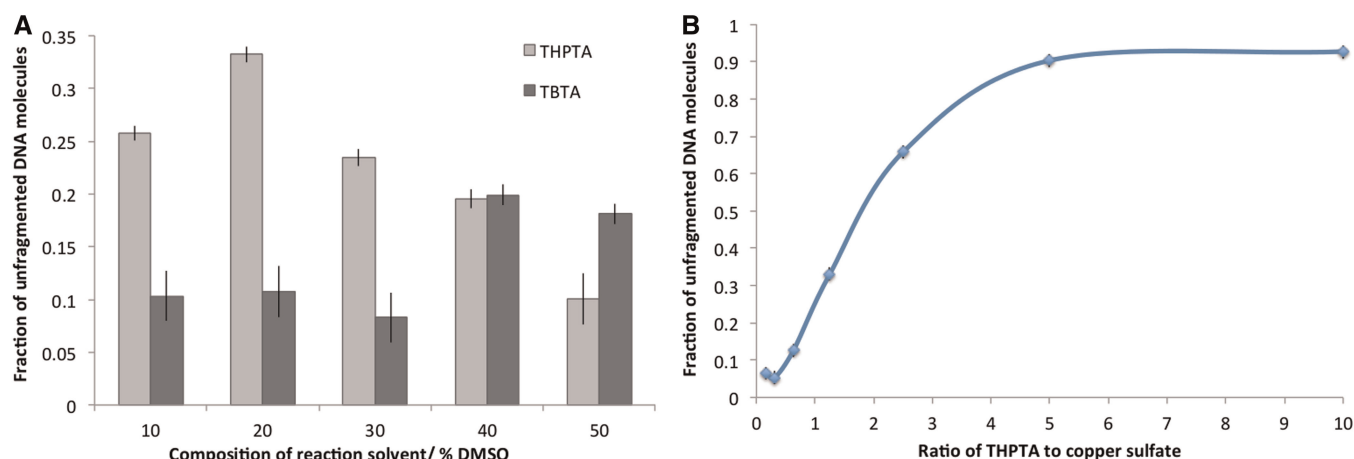 A
Fraction of unfragmented DNA molecules
0.35
0.3
0.25
0.2
0.15
0.1
0.05
0
THPTA
TBTA
10 20 30 40 50
Composition of reaction solvent/ % DMSO
B
Fraction of unfragmented DNA molecules
1
0.9
0.8
0.7
0.6
0.5
0.4
0.3
0.2
0.1
0
0 1 2 3 4 5 6 7 8 9 10
Ratio of THPTA to copper sulfate